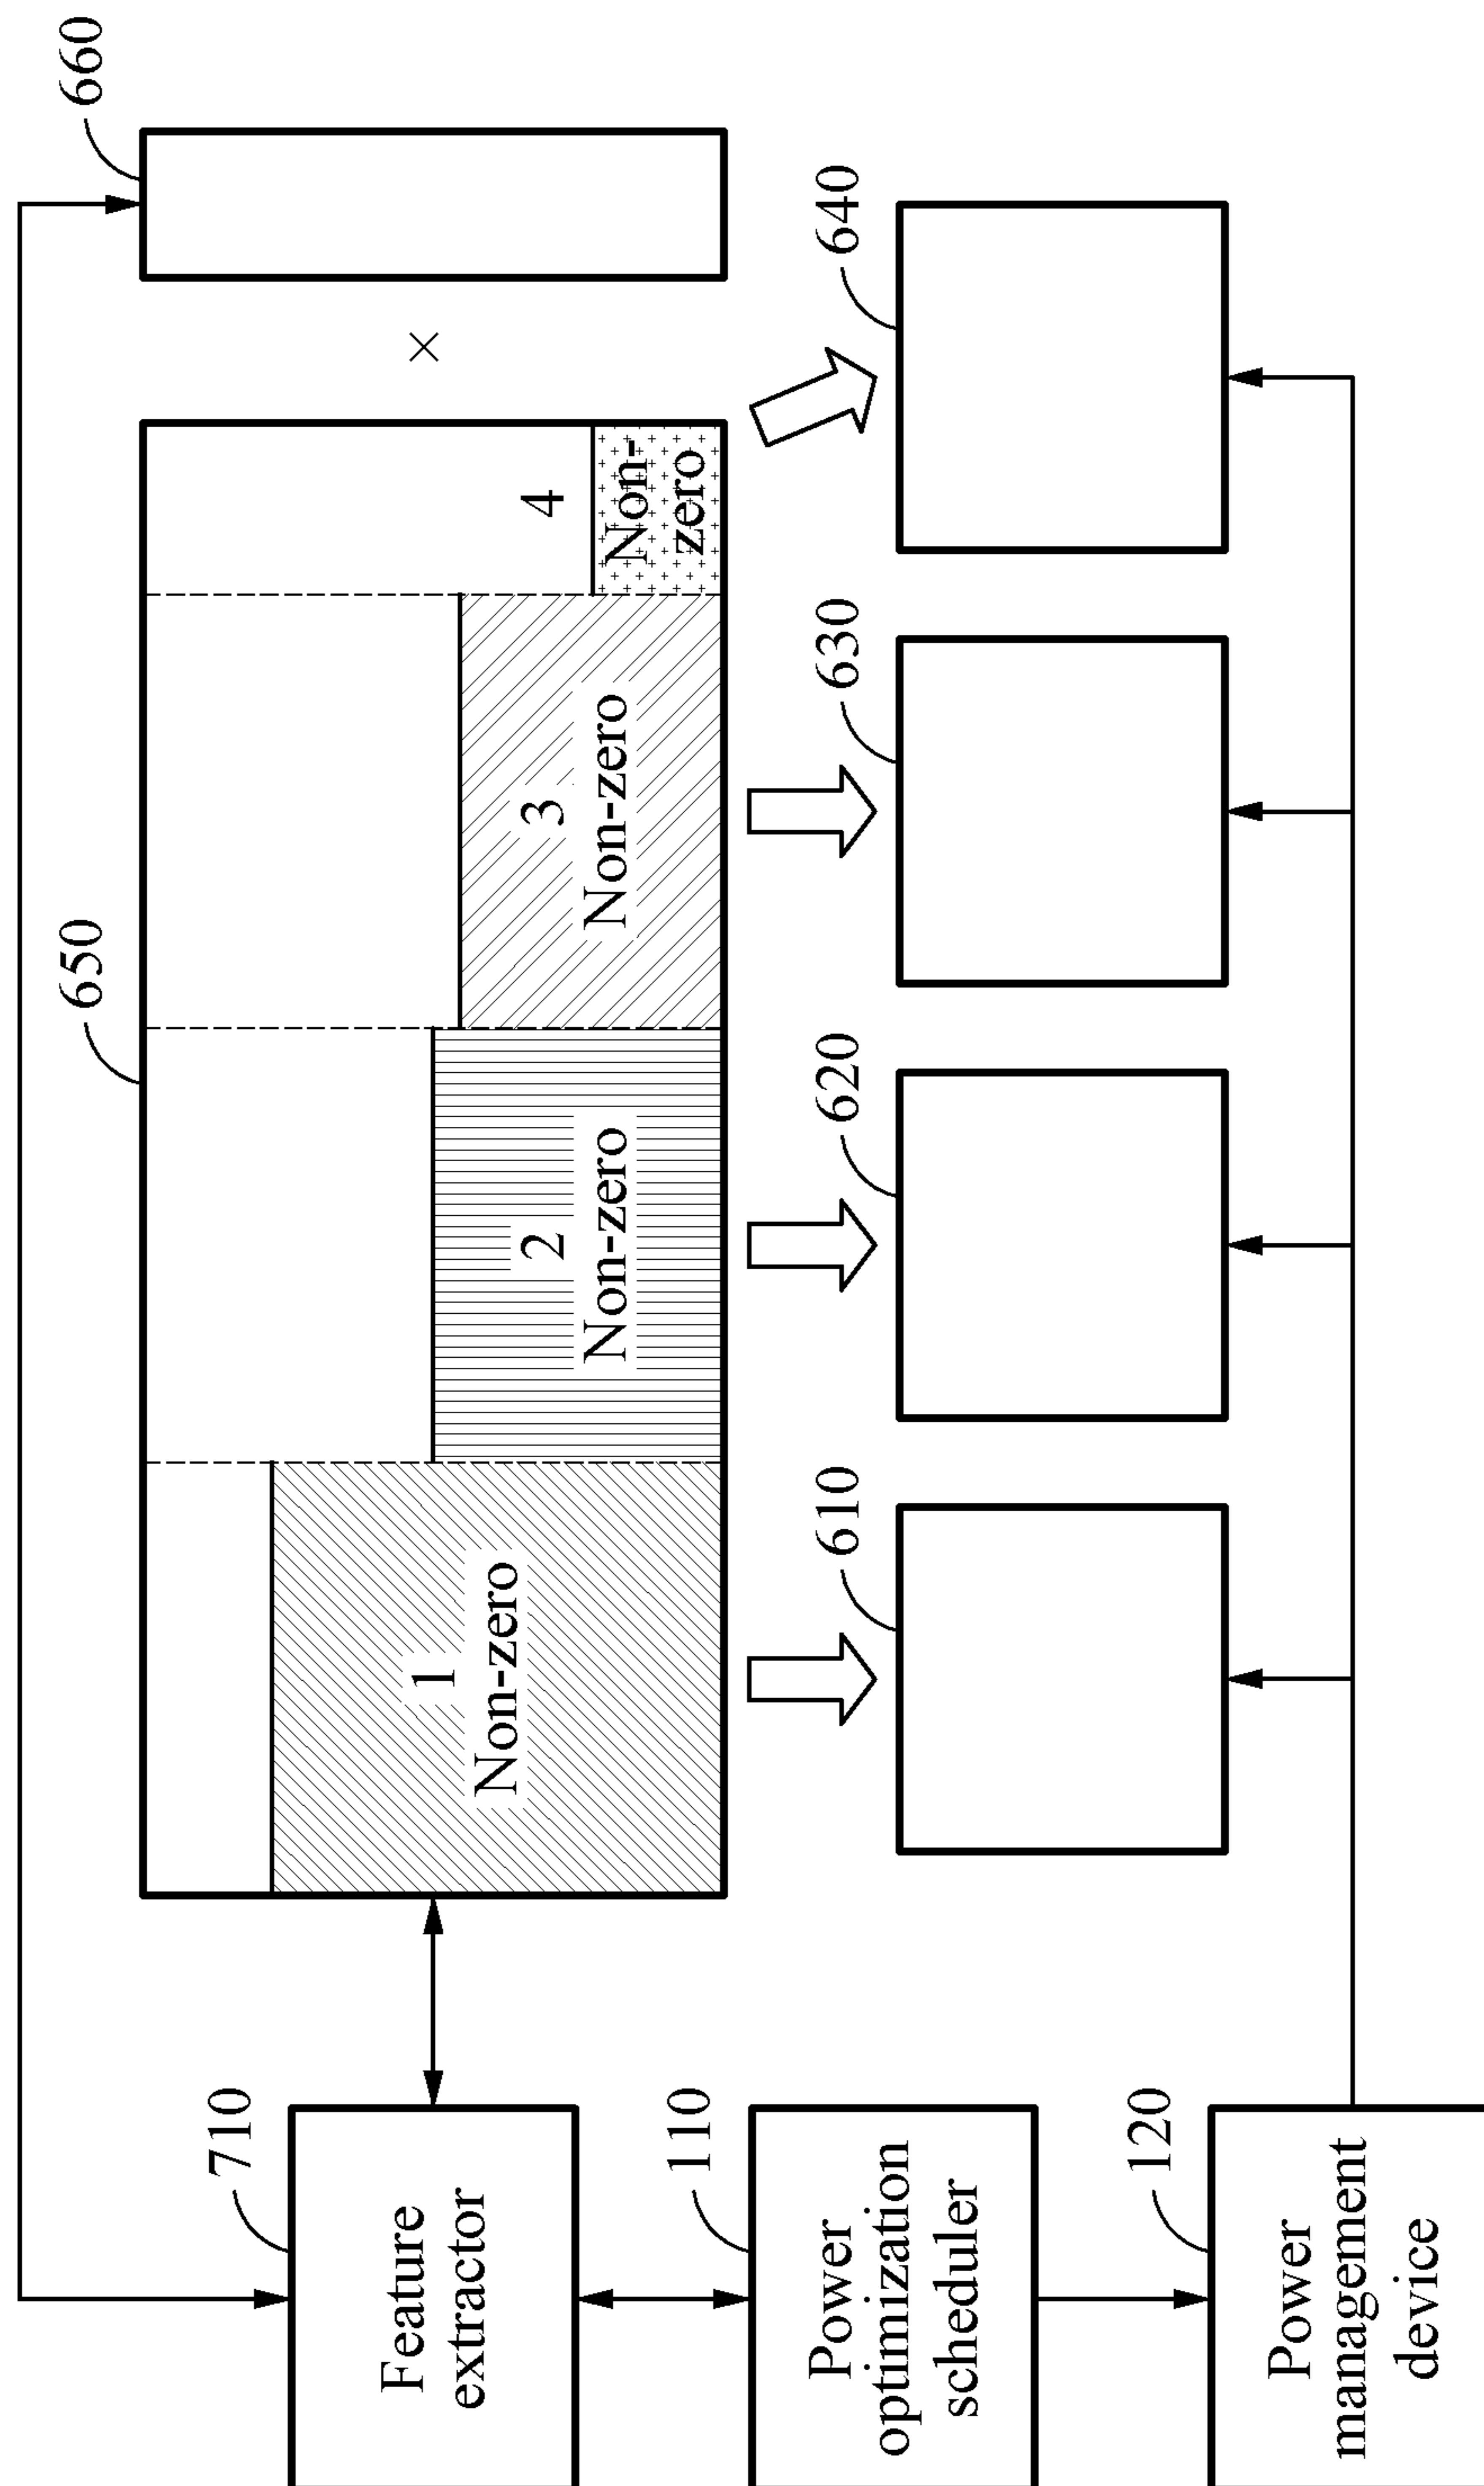 710
Feature
extractor
110
Power
optimization
scheduler
120
Power
management
device
650
1
Non-zero
2
Non-zero
3
Non-zero
4
Non-
zero
×
660
610
620
630
640